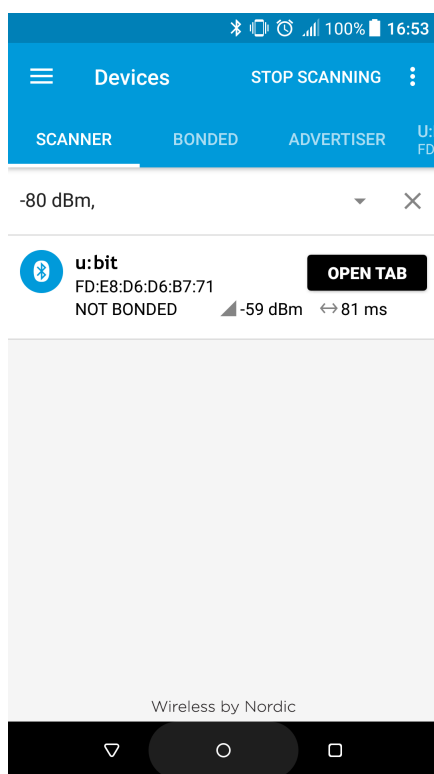 100% 16:53
Devices STOP SCANNING
SCANNER BONDED ADVERTISER U:
FD
-80 dBm,
u:bit
FD:E8:D6:D6:B7:71
OPEN TAB
NOT BONDED -59 dBm 81 ms
Wireless by Nordic